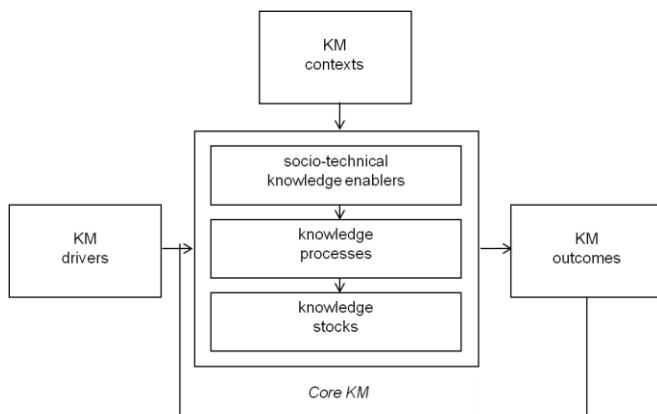 KM
contexts
socio-technical
knowledge enablers
KM
drivers
knowledge
processes
KM
outcomes
knowledge
stocks
Core KM